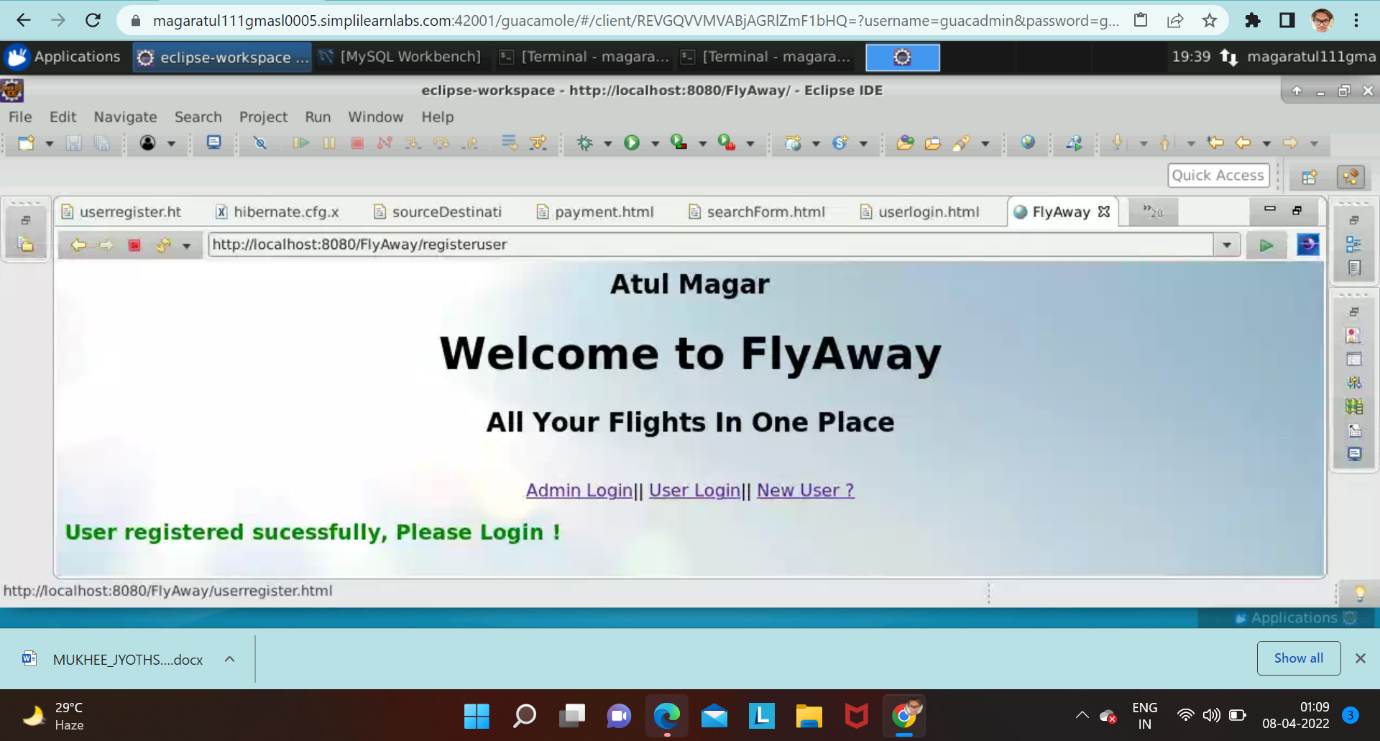 magaratul111gmasl0005.simplilearnlabs.com:42001/guacamole/#/client/REVGQVVMVABjAGRlZmF1bHQ=?username=guacadmin&password=g...
Applications eclipse-workspace ... [MySQL Workbench] [Terminal - magara... [Terminal - magara... 19:39 magaratul111gma
eclipse-workspace - http://localhost:8080/FlyAway/ - Eclipse IDE
File Edit Navigate Search Project Run Window Help
Quick Access
userregister.ht hibernate.cfg.x sourceDestinati payment.html searchForm.html userlogin.html FlyAway "20
http://localhost:8080/FlyAway/registeruser
Atul Magar
Welcome to FlyAway
All Your Flights In One Place
Admin Login|| User Login|| New User ?
User registered sucessfully, Please Login !
http://localhost:8080/FlyAway/userregister.html
Applications
MUKHEE_JYOTHS....docx Show all
29°C ENG 01:09
Haze IN 08-04-2022 3